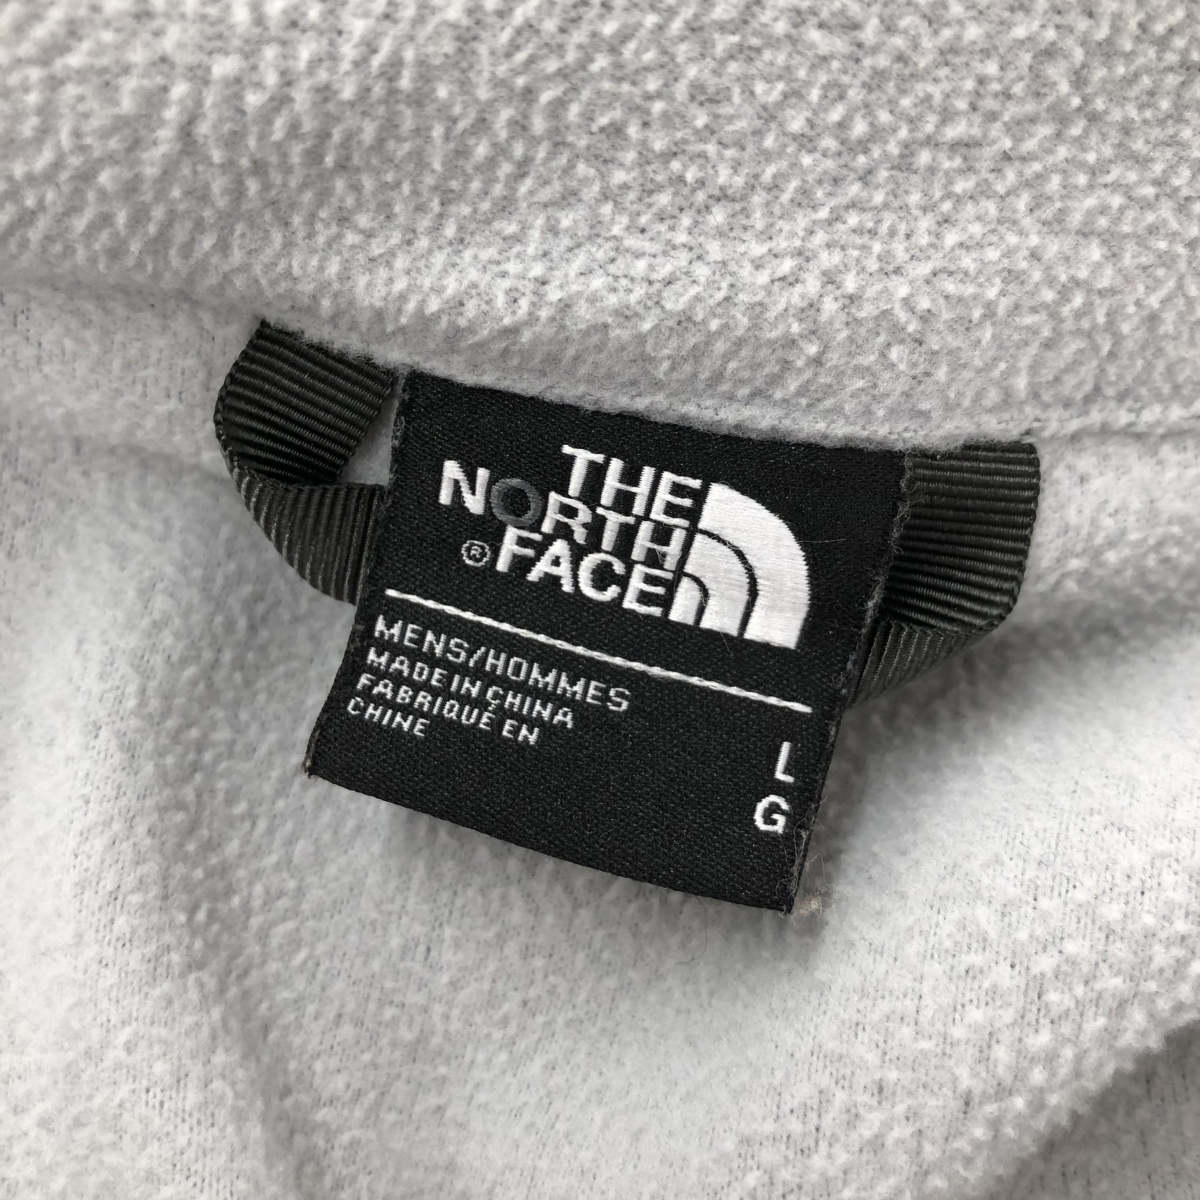 THE
NORTH
® FACE
MENS/HOMMES
MADE IN CHINA
FABRIQUÉ EN
CHINE
L
G